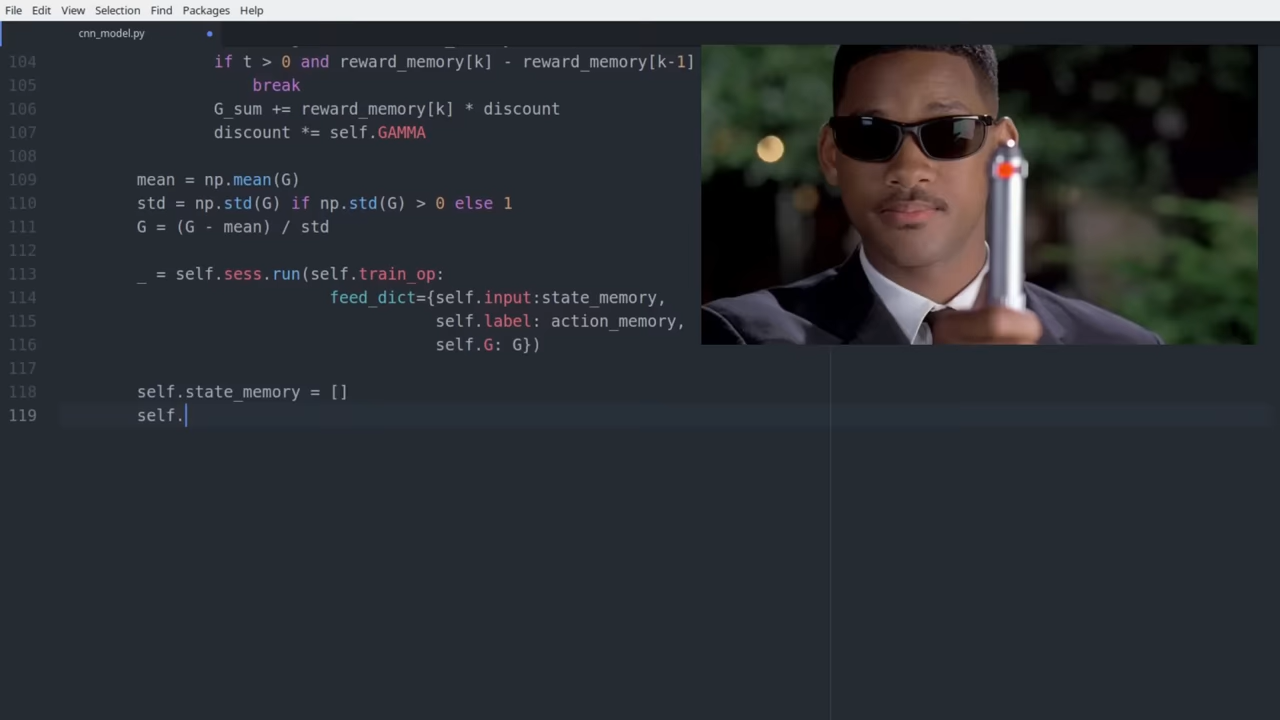 File Edit View Selection Find Packages Help
cnn_model.py
104 if t > 0 and reward_memory[k] - reward_memory[k-1]
105 break
106 G_sum += reward_memory[k] * discount
107 discount *= self.GAMMA
108
109 mean = np.mean(G)
110 std = np.std(G) if np.std(G) > 0 else 1
111 G = (G - mean) / std
112
113 _ = self.sess.run(self.train_op:
114 feed_dict={self.input:state_memory,
115 self.label: action_memory,
116 self.G: G})
117
118 self.state_memory = []
119 self.